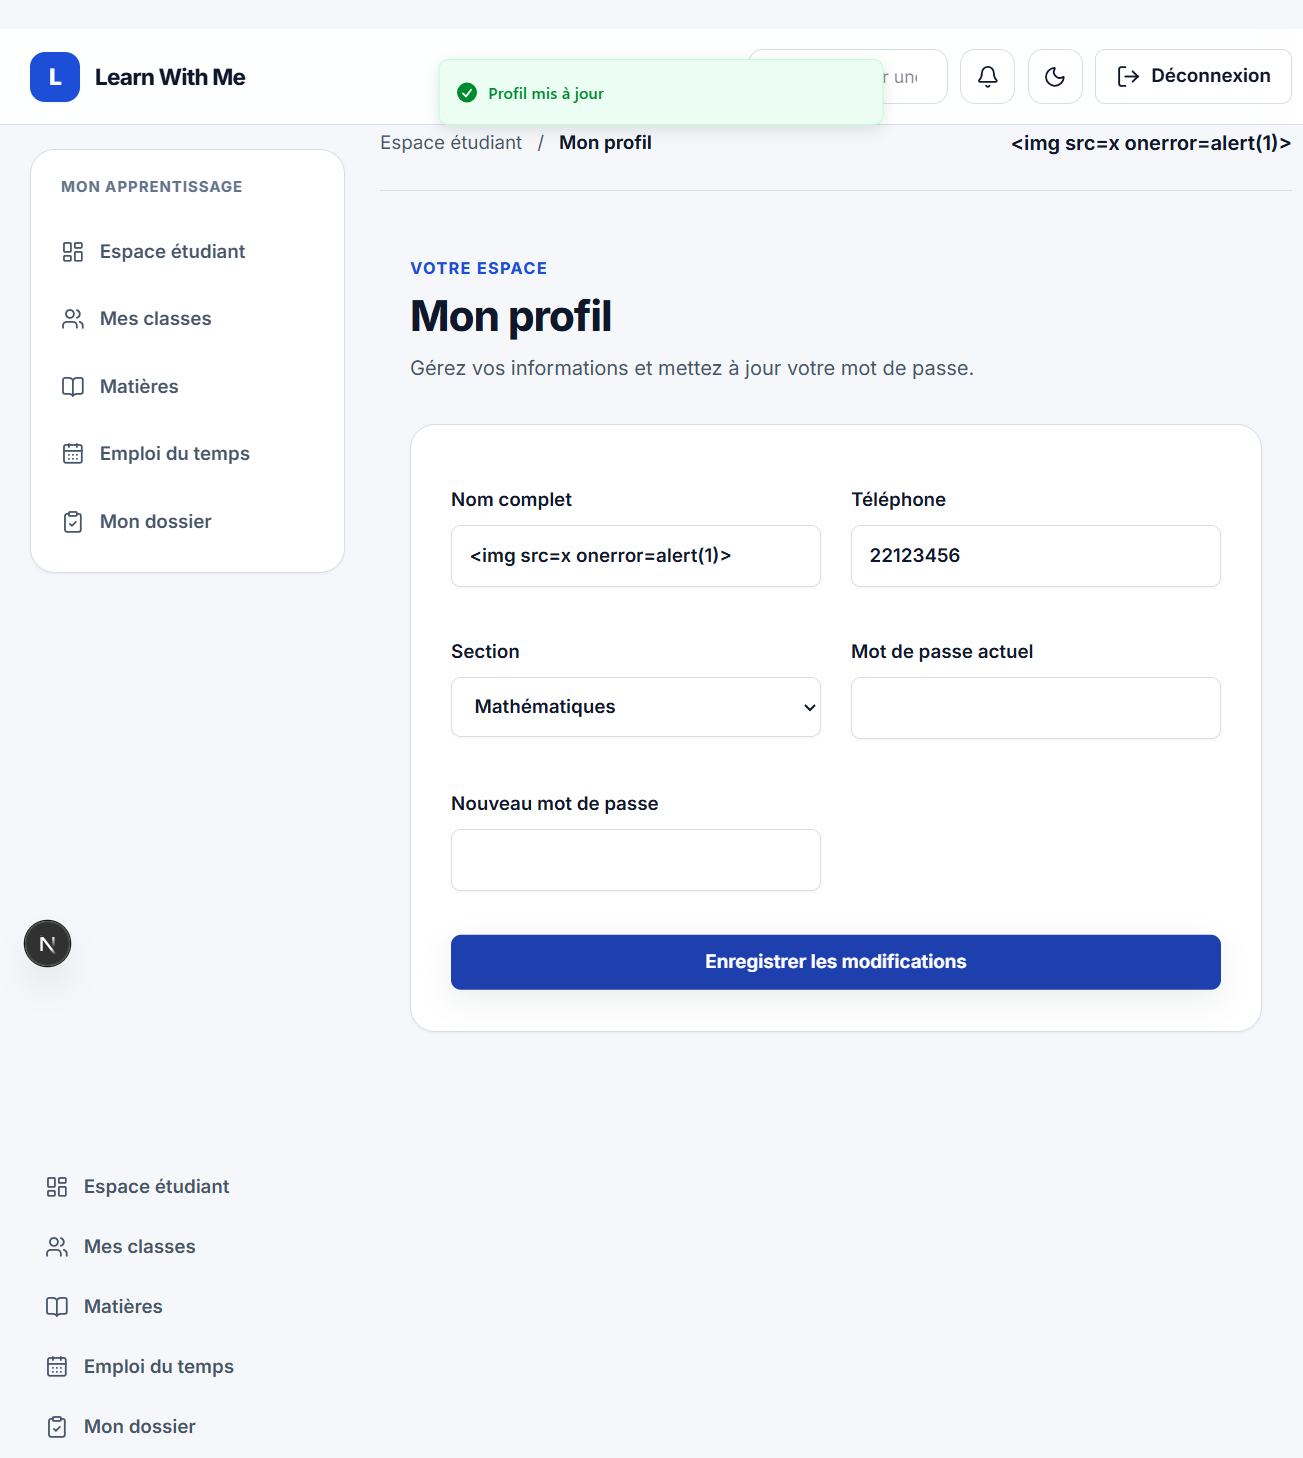 L
Learn With Me
Profil mis à jour
Déconnexion
Espace étudiant / Mon profil
<img src=x onerror=alert(1)>
MON APPRENTISSAGE
Espace étudiant
Mes classes
Matières
Emploi du temps
Mon dossier
VOTRE ESPACE
Mon profil
Gérez vos informations et mettez à jour votre mot de passe.
Nom complet
<img src=x onerror=alert(1)>
Téléphone
22123456
Section
Mathématiques
Mot de passe actuel
Nouveau mot de passe
Enregistrer les modifications
N
Espace étudiant
Mes classes
Matières
Emploi du temps
Mon dossier